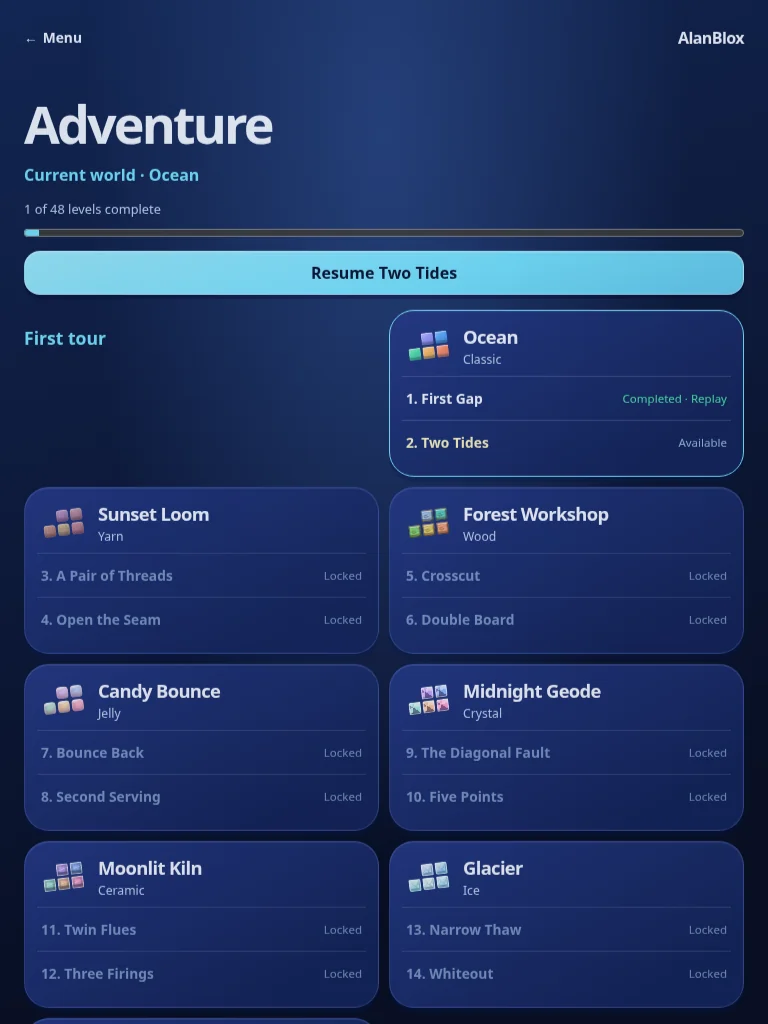 ← Menu
AlanBlox
Adventure
Current world · Ocean
1 of 48 levels complete
Resume Two Tides
First tour
Ocean
Classic
1. First Gap
Completed · Replay
2. Two Tides
Available
Sunset Loom
Yarn
3. A Pair of Threads
Locked
4. Open the Seam
Locked
Forest Workshop
Wood
5. Crosscut
Locked
6. Double Board
Locked
Candy Bounce
Jelly
7. Bounce Back
Locked
8. Second Serving
Locked
Midnight Geode
Crystal
9. The Diagonal Fault
Locked
10. Five Points
Locked
Moonlit Kiln
Ceramic
11. Twin Flues
Locked
12. Three Firings
Locked
Glacier
Ice
13. Narrow Thaw
Locked
14. Whiteout
Locked